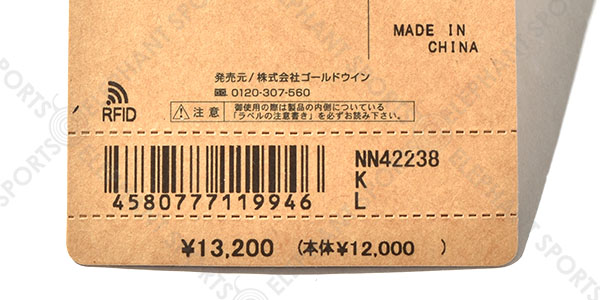 MADE IN
CHINA
発売元/株式会社ゴールドウイン
0120-307-560
RFID
注意
御使用の際は製品の内側についている
「ラベルの注意書き」を必ずお読み下さい。
4580777119946
NN42238
K
L
¥13,200 (本体¥12,000 )
ELEPHANT SPORTS